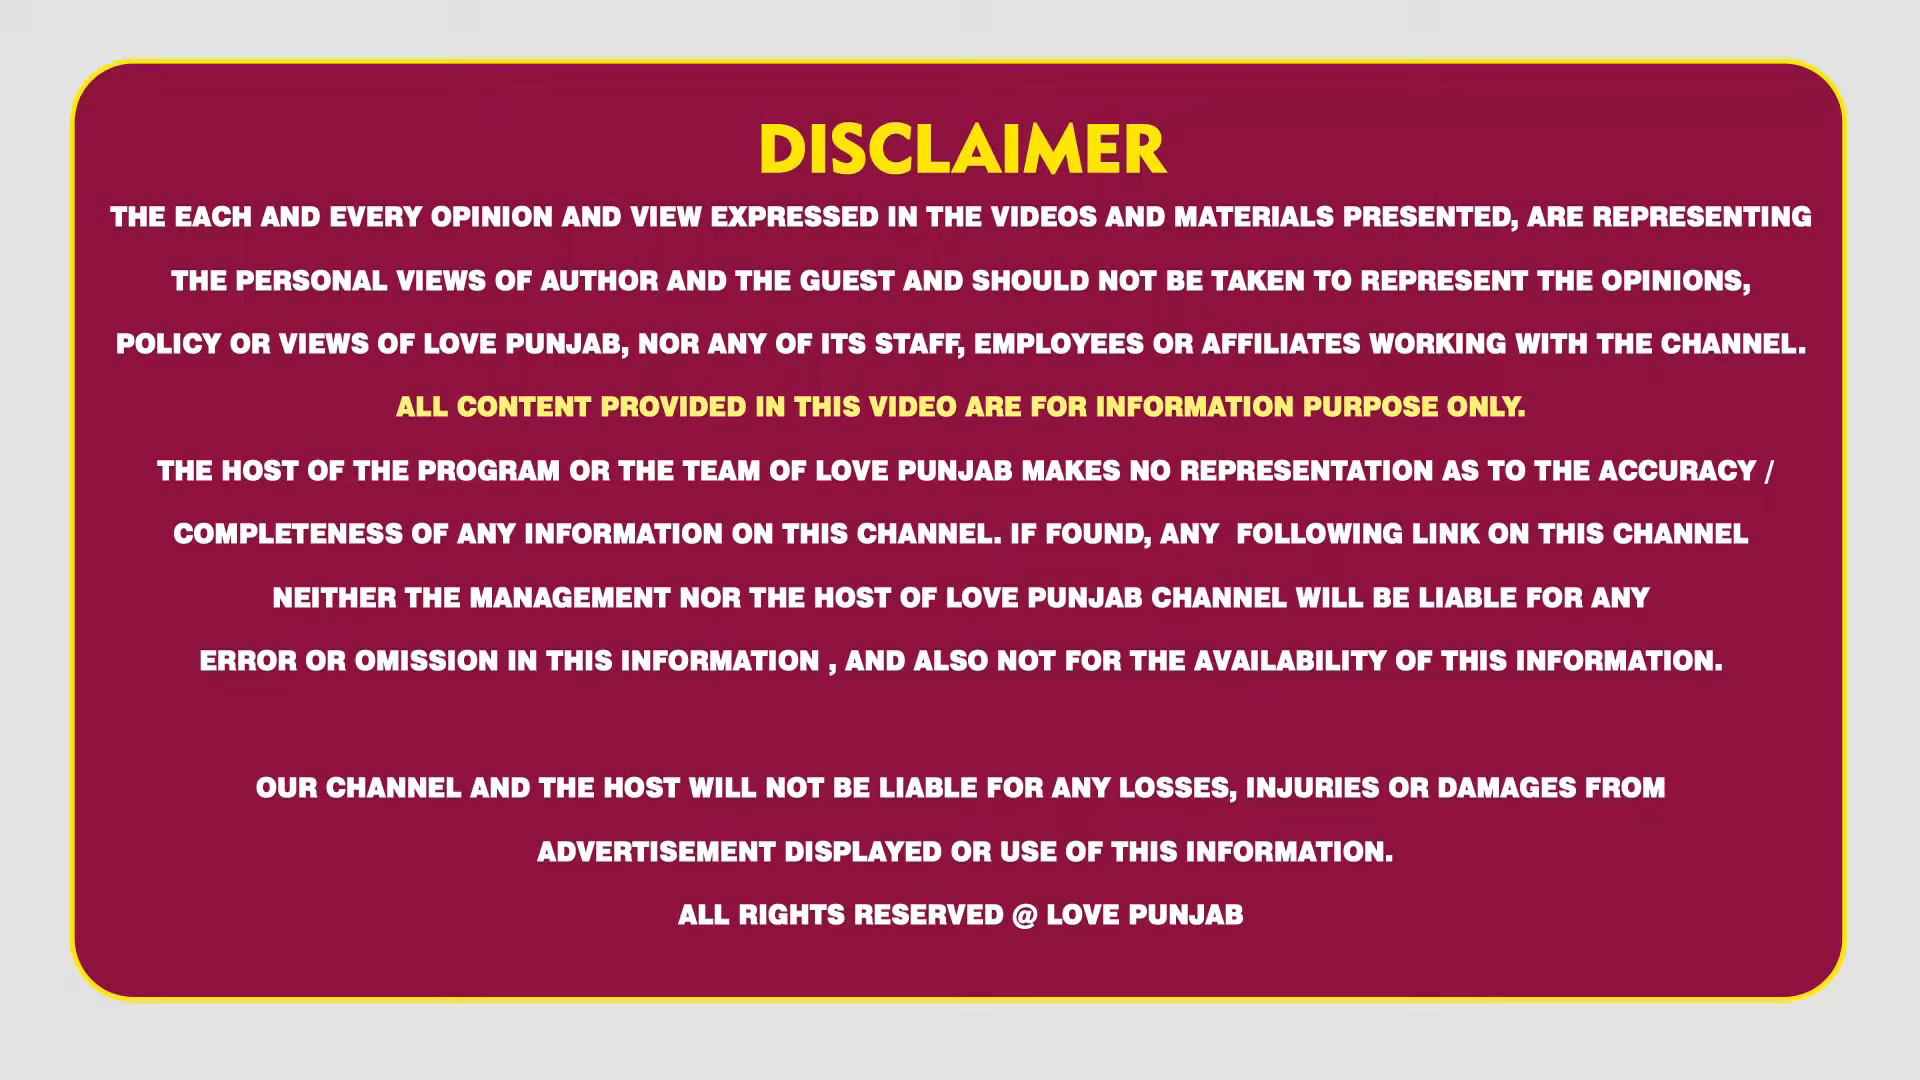 DISCLAIMER
THE EACH AND EVERY OPINION AND VIEW EXPRESSED IN THE VIDEOS AND MATERIALS PRESENTED, ARE REPRESENTING
THE PERSONAL VIEWS OF AUTHOR AND THE GUEST AND SHOULD NOT BE TAKEN TO REPRESENT THE OPINIONS,
POLICY OR VIEWS OF LOVE PUNJAB, NOR ANY OF ITS STAFF, EMPLOYEES OR AFFILIATES WORKING WITH THE CHANNEL.
ALL CONTENT PROVIDED IN THIS VIDEO ARE FOR INFORMATION PURPOSE ONLY.
THE HOST OF THE PROGRAM OR THE TEAM OF LOVE PUNJAB MAKES NO REPRESENTATION AS TO THE ACCURACY /
COMPLETENESS OF ANY INFORMATION ON THIS CHANNEL. IF FOUND, ANY  FOLLOWING LINK ON THIS CHANNEL
NEITHER THE MANAGEMENT NOR THE HOST OF LOVE PUNJAB CHANNEL WILL BE LIABLE FOR ANY
ERROR OR OMISSION IN THIS INFORMATION , AND ALSO NOT FOR THE AVAILABILITY OF THIS INFORMATION.
OUR CHANNEL AND THE HOST WILL NOT BE LIABLE FOR ANY LOSSES, INJURIES OR DAMAGES FROM
ADVERTISEMENT DISPLAYED OR USE OF THIS INFORMATION.
ALL RIGHTS RESERVED @ LOVE PUNJAB